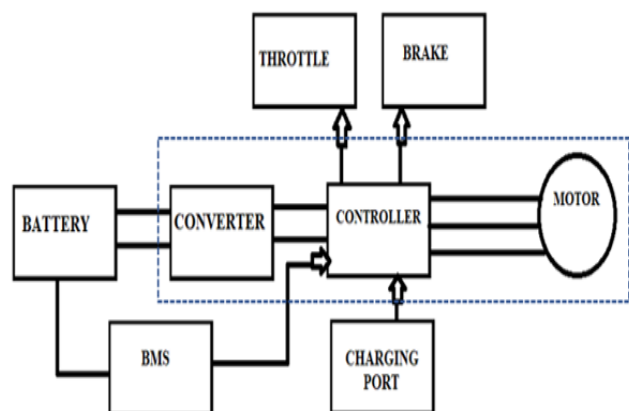 THROTTLE
BRAKE
BATTERY
CONVERTER
CONTROLLER
MOTOR
BMS
CHARGING
PORT